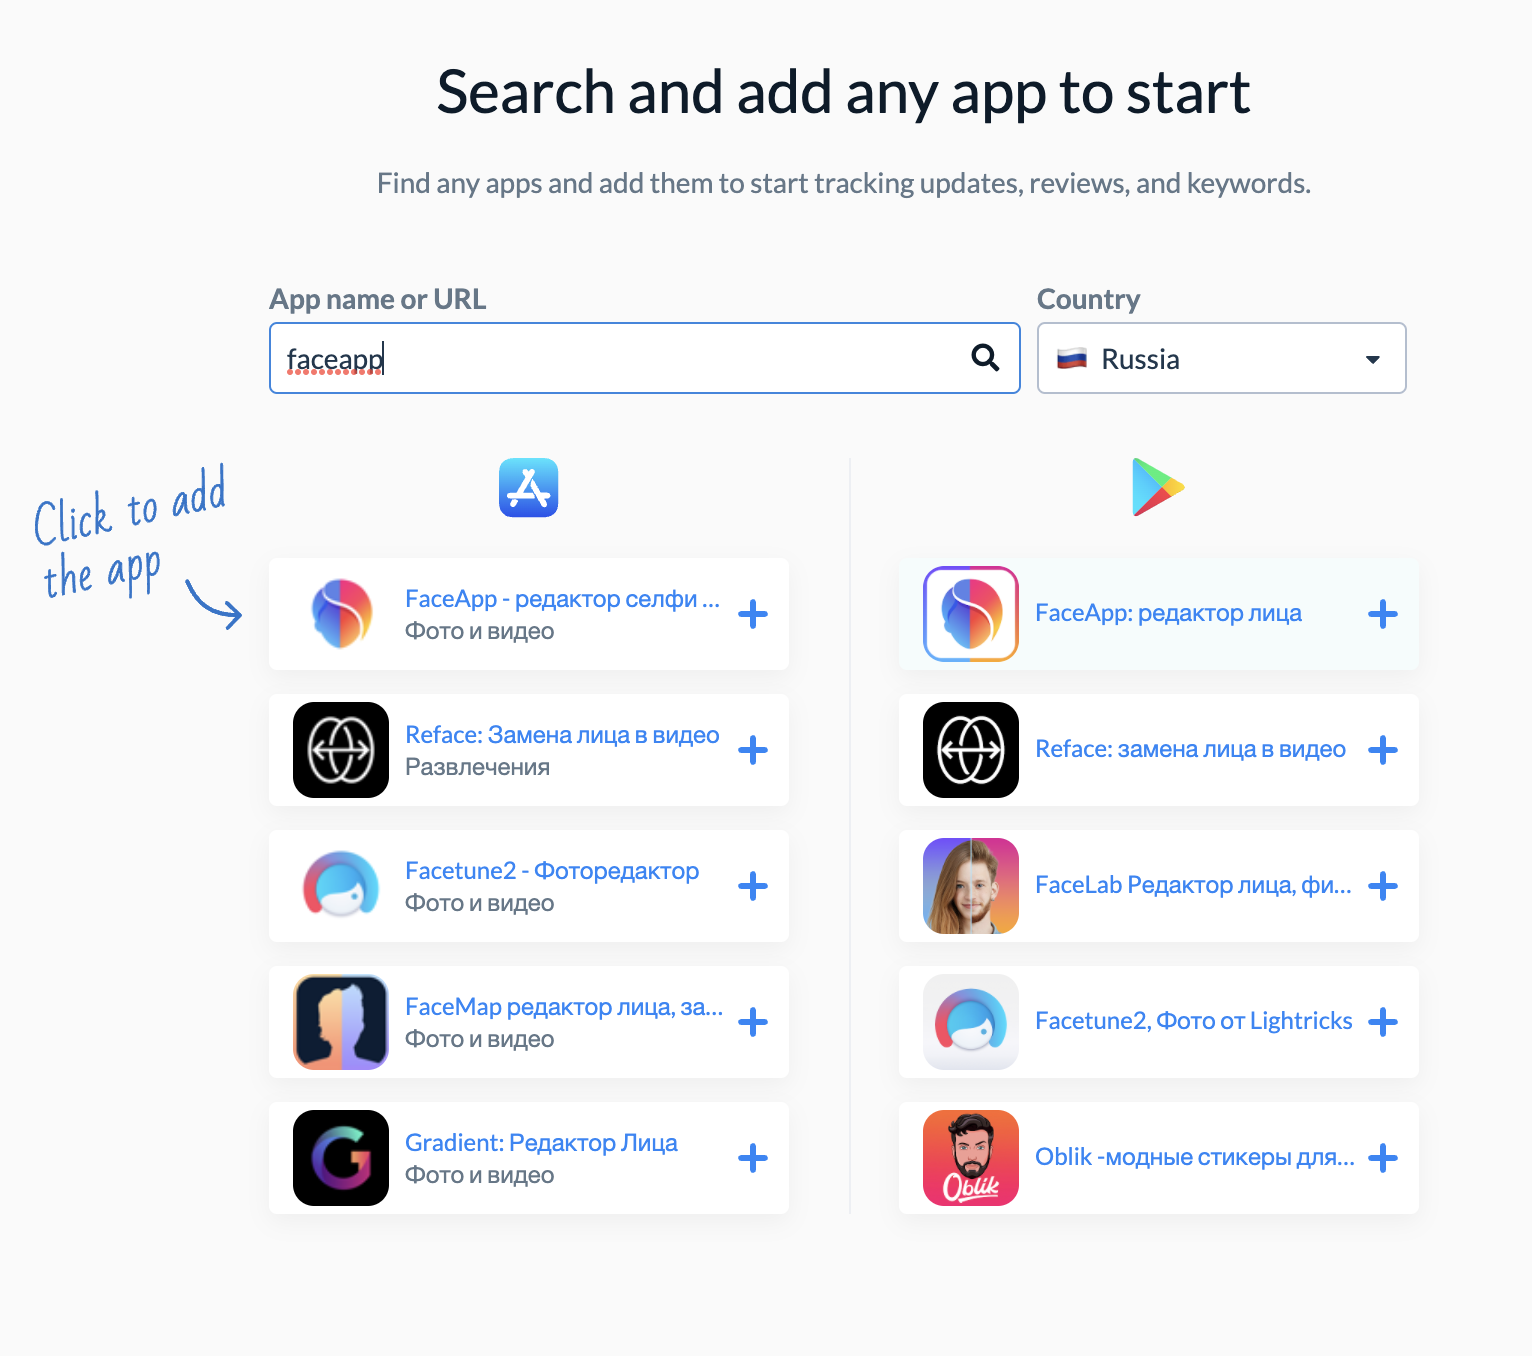 Search and add any app to start
Find any apps and add them to start tracking updates, reviews, and keywords.
App name or URL
Country
faceapp
Russia
Click to add
the app
FaceApp - редактор селфи ...
Фото и видео
Reface: Замена лица в видео
Развлечения
Facetune2 - Фоторедактор
Фото и видео
FaceMap редактор лица, за...
Фото и видео
Gradient: Редактор Лица
Фото и видео
FaceApp: редактор лица
Reface: замена лица в видео
FaceLab Редактор лица, фи...
Facetune2, Фото от Lightricks
Oblik
Oblik -модные стикеры для...